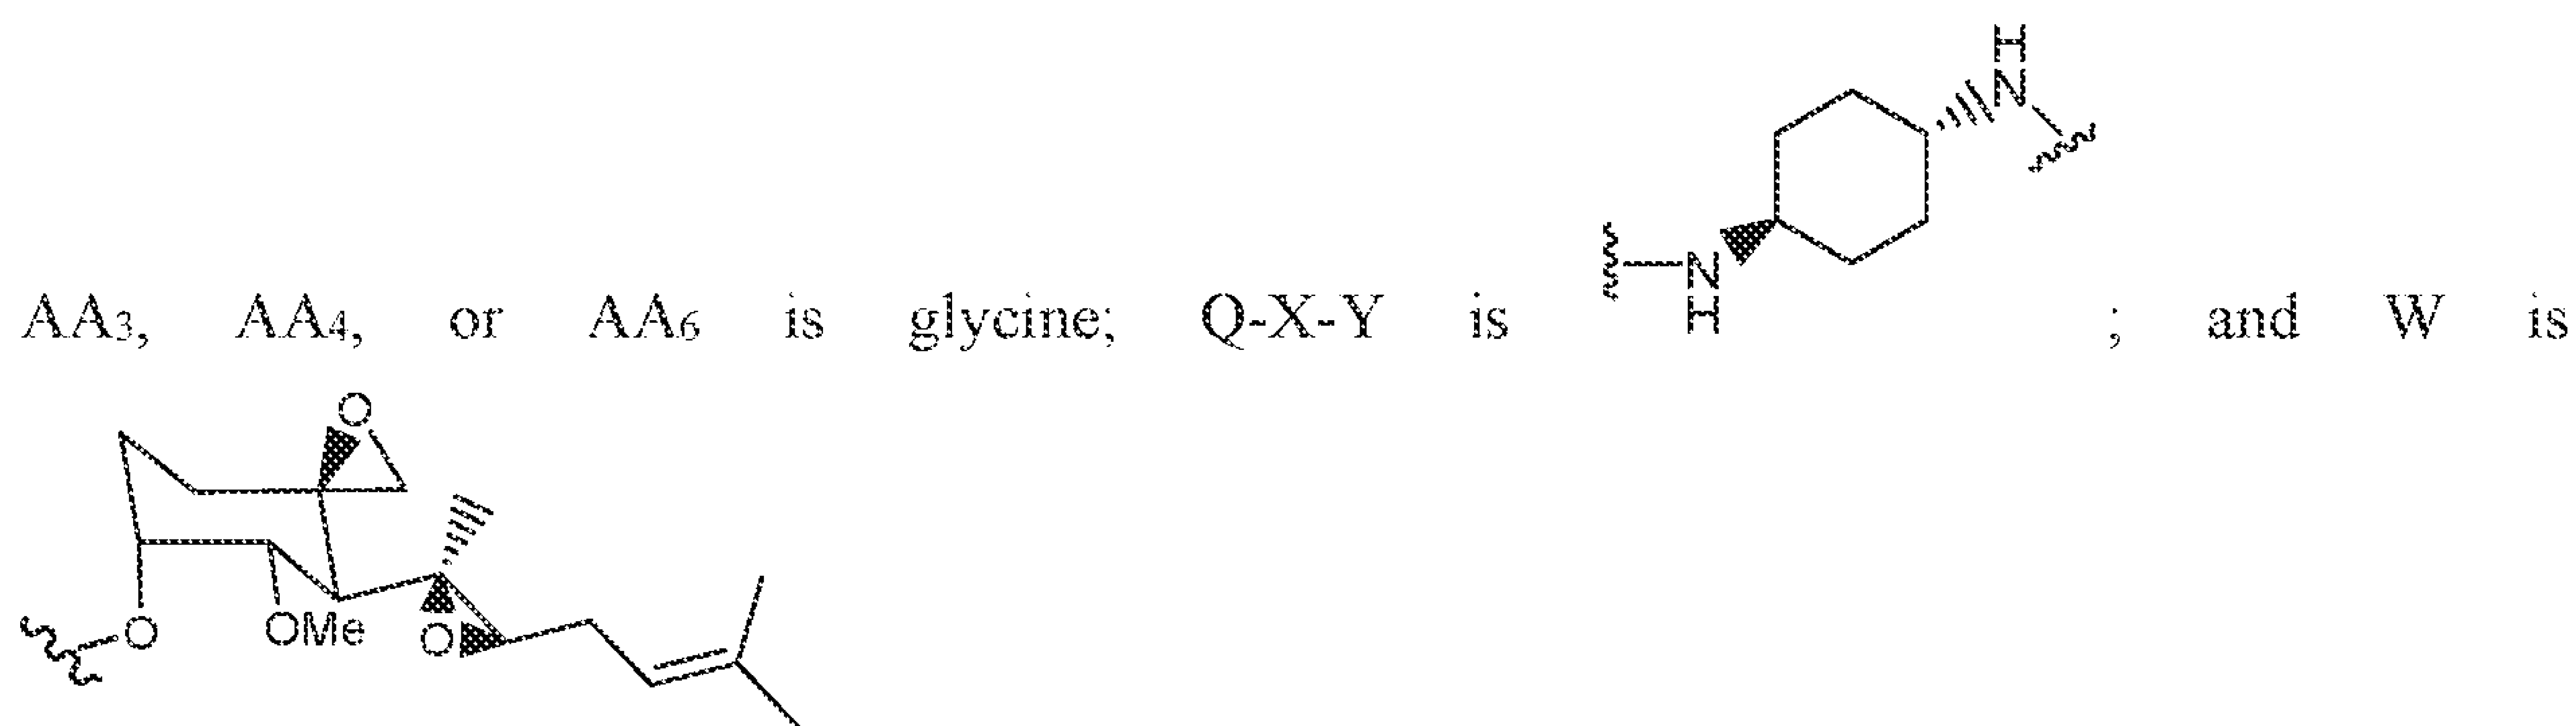 H
N
N
AA3, AA4, or AA6 is glycine; Q-X-Y is H ; and W is
O
O OMe O